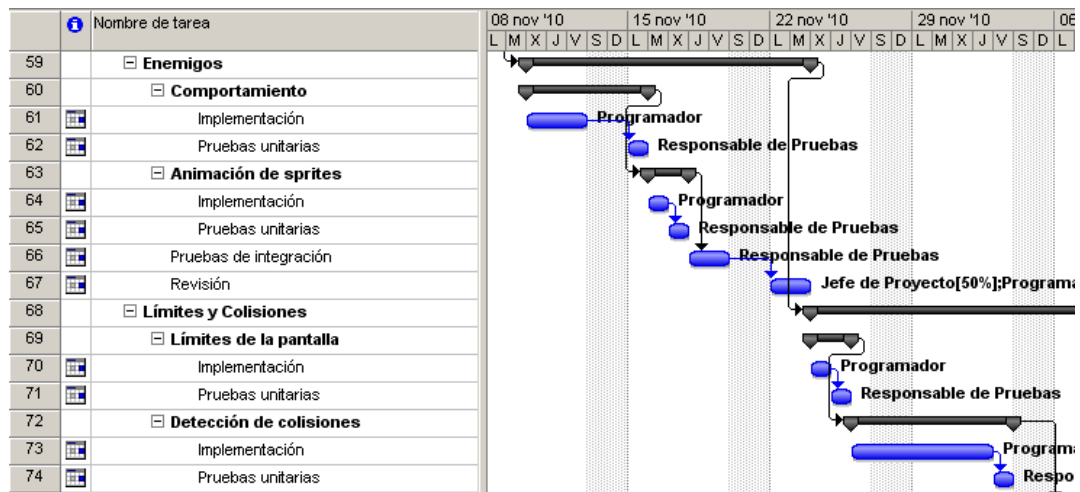 Nombre de tarea
08 nov '10 15 nov '10 22 nov '10 29 nov '10 06
L M X J V S D L M X J V S D L M X J V S D L M X J V S D L
59 Enemigos
60 Comportamiento
61 Implementación Programador
62 Pruebas unitarias Responsable de Pruebas
63 Animación de sprites
64 Implementación Programador
65 Pruebas unitarias Responsable de Pruebas
66 Pruebas de integración Responsable de Pruebas
67 Revisión Jefe de Proyecto[50%];Programa
68 Límites y Colisiones
69 Límites de la pantalla
70 Implementación Programador
71 Pruebas unitarias Responsable de Pruebas
72 Detección de colisiones
73 Implementación Programa
74 Pruebas unitarias Respo